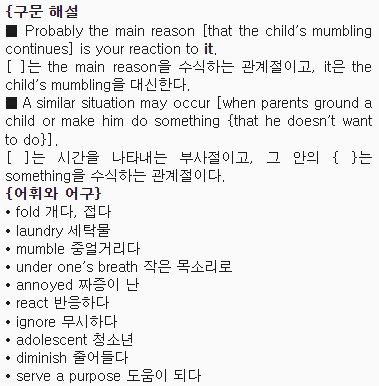 {구문 해설
■ Probably the main reason [that the child’s mumbling
continues] is your reaction to it.
[ ]는 the main reason을 수식하는 관계절이고, it은 the
child’s mumbling을 대신한다.
■ A similar situation may occur [when parents ground a
child or make him do something {that he doesn’t want
to do}].
[ ]는 시간을 나타내는 부사절이고, 그 안의 { }는
something을 수식하는 관계절이다.
{어휘와 어구}
• fold 개다, 접다
• laundry 세탁물
• mumble 중얼거리다
• under one’s breath 작은 목소리로
• annoyed 짜증이 난
• react 반응하다
• ignore 무시하다
• adolescent 청소년
• diminish 줄어들다
• serve a purpose 도움이 되다